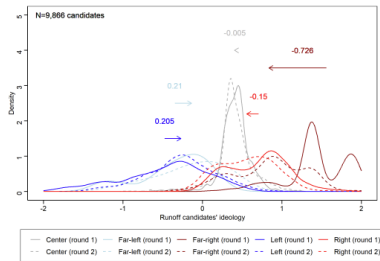 N=9,866 candidates
-0.005
-0.726
0.21
-0.15
0.205
Density
0 1 2 3 4 5
-2 -1 0 1 2
Runoff candidates' ideology
Center (round 1) Far-left (round 1) Far-right (round 1) Left (round 1) Right (round 1)
Center (round 2) Far-left (round 2) Far-right (round 2) Left (round 2) Right (round 2)